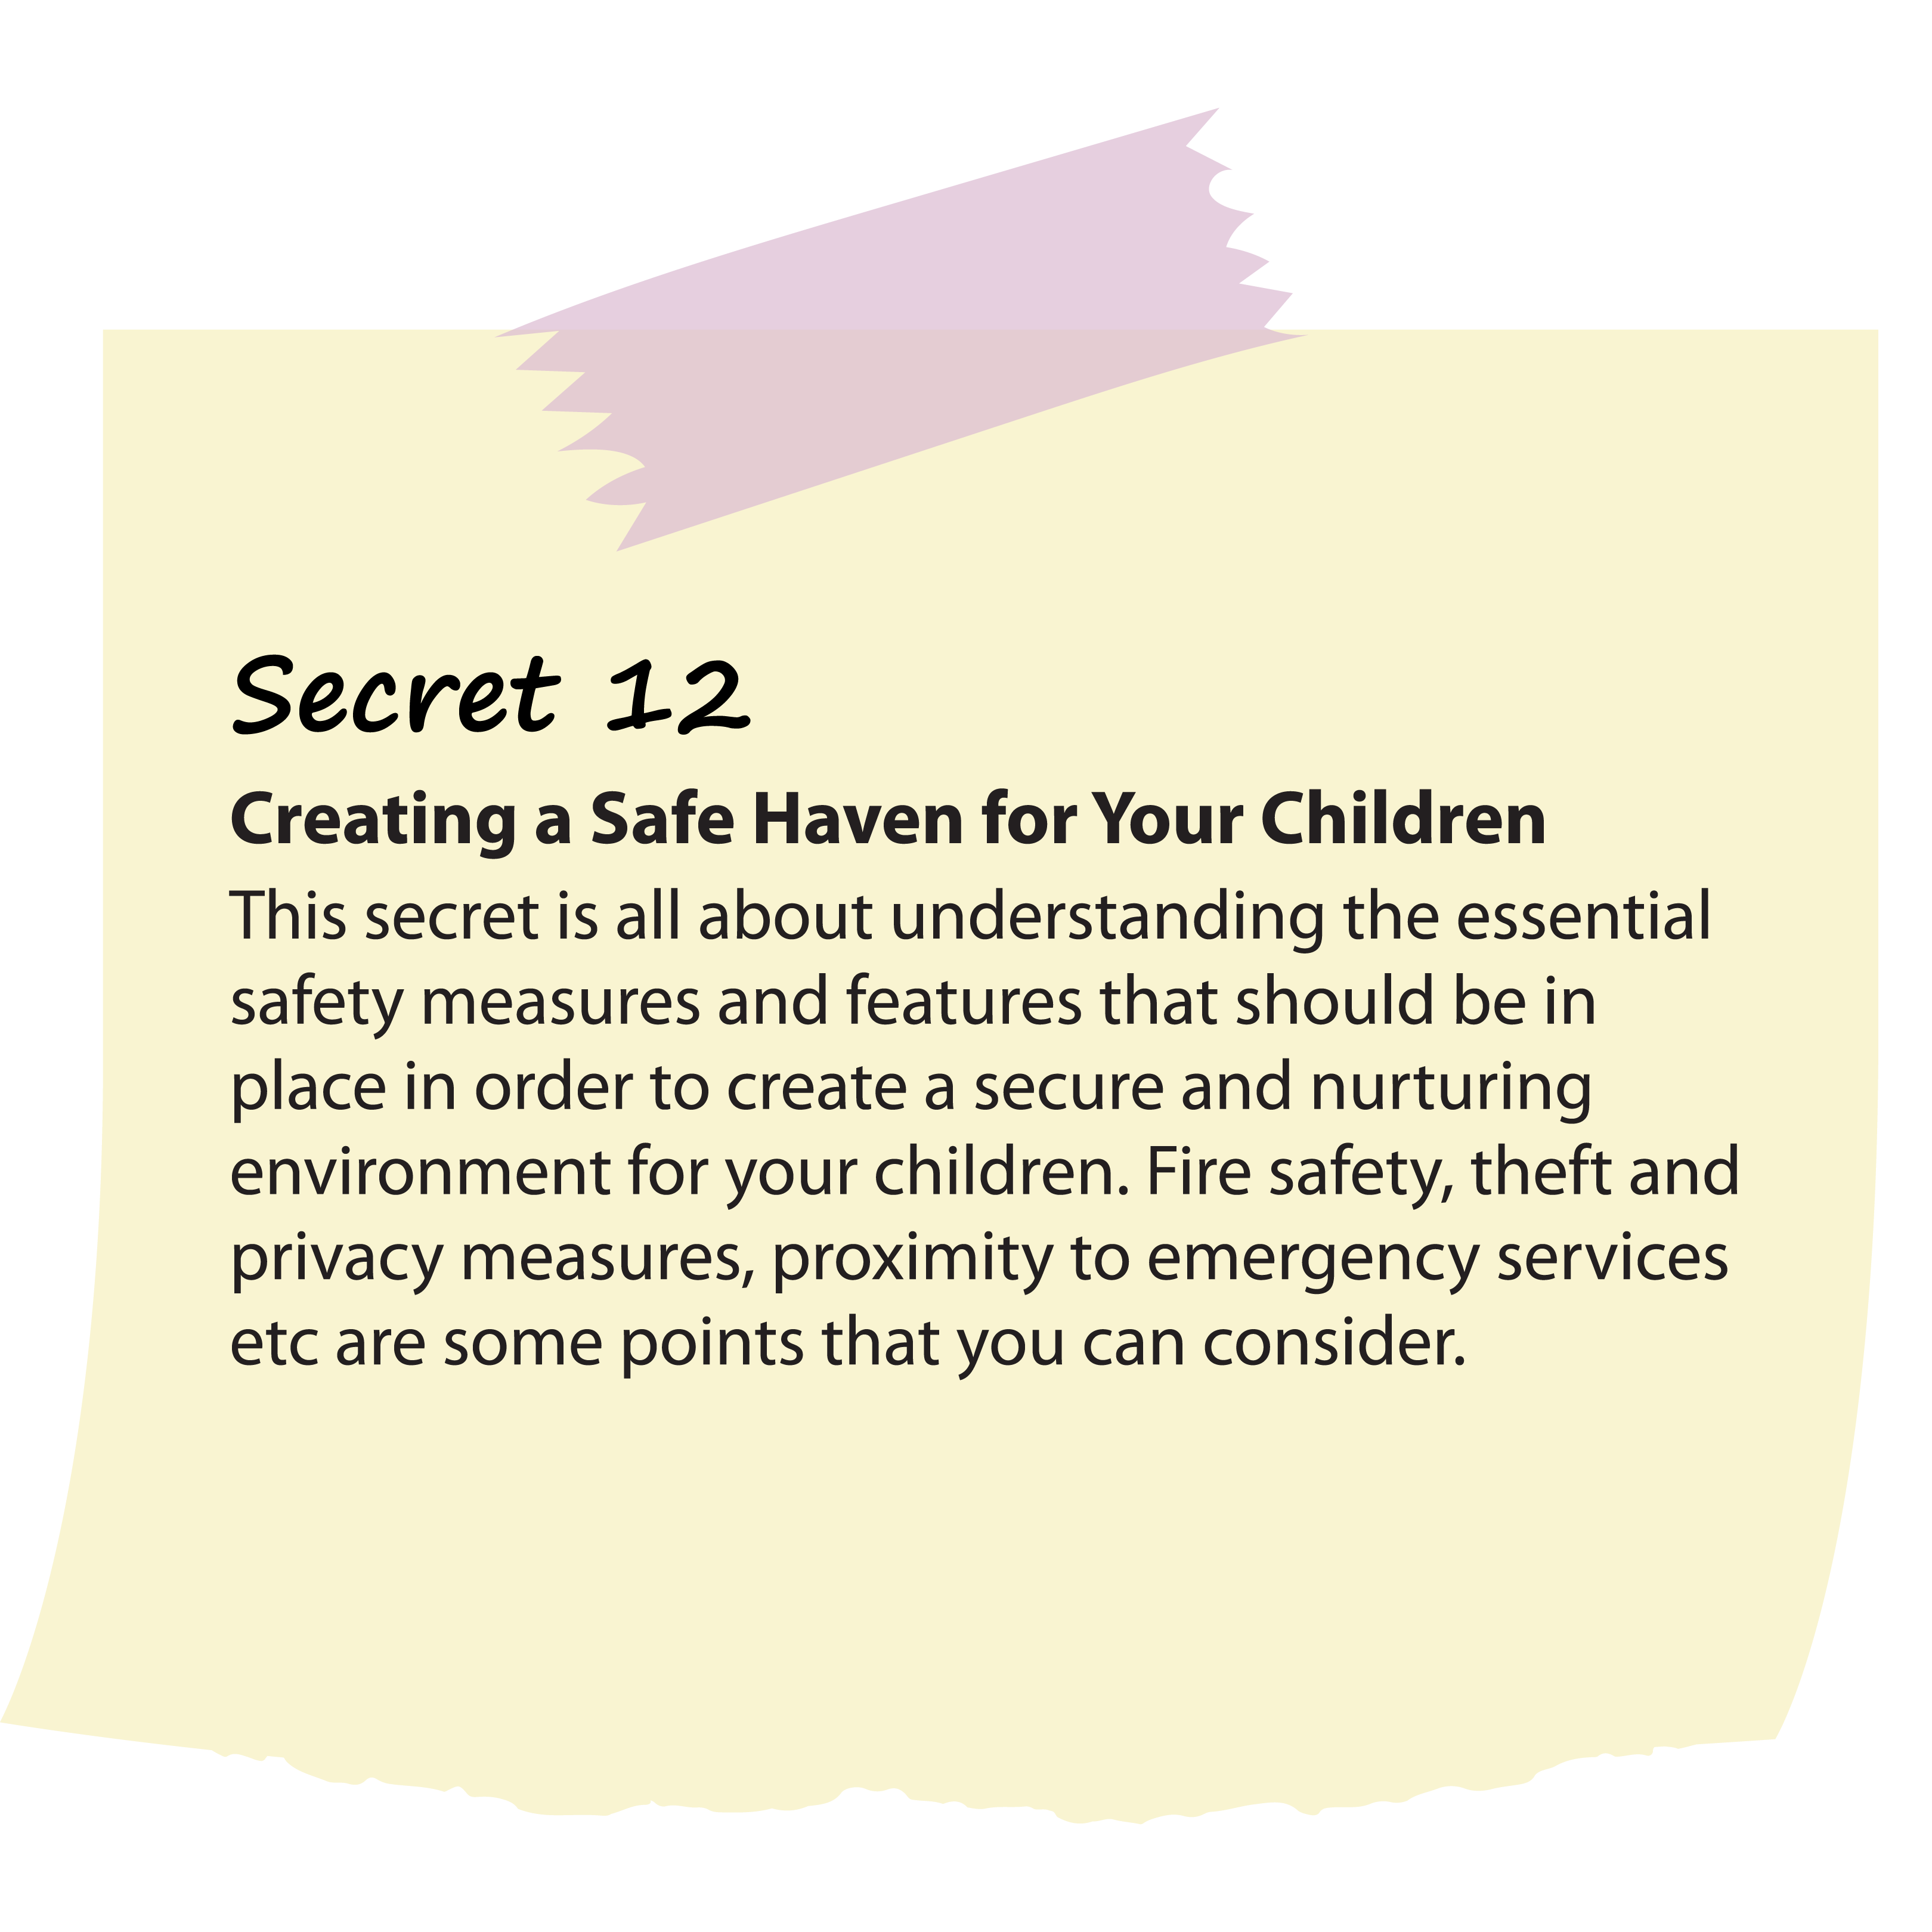 Secret 12
Creating a Safe Haven for Your Children
This secret is all about understanding the essential
safety measures and features that should be in
place in order to create a secure and nurturing
environment for your children. Fire safety, theft and
privacy measures, proximity to emergency services
etc are some points that you can consider.